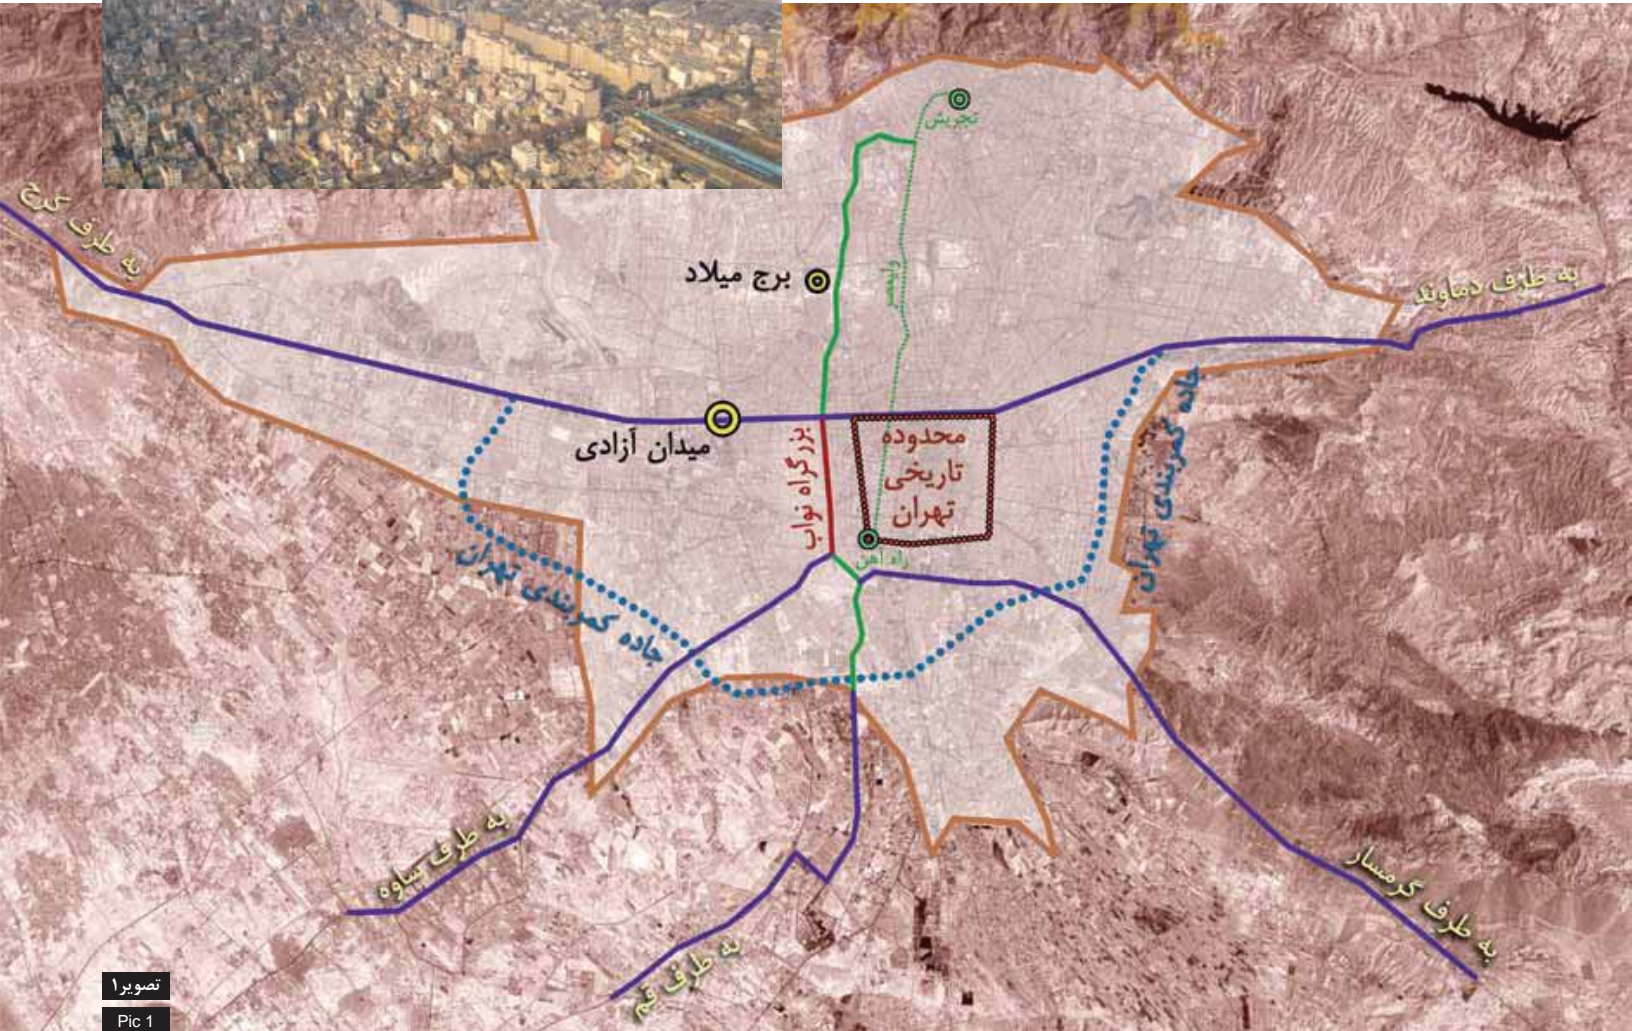 تجریش
به طرف کرج
ولیعصر
برج میلاد
به طرف دماوند
میدان آزادی
بزرگراه نواب
محدوده
تاریخی
تهران
جاده کمربندی تهران
راه آهن
جاده کمربندی تهران
به طرف ساوه
به طرف گرمسار
به طرف قم
تصویر۱
Pic 1